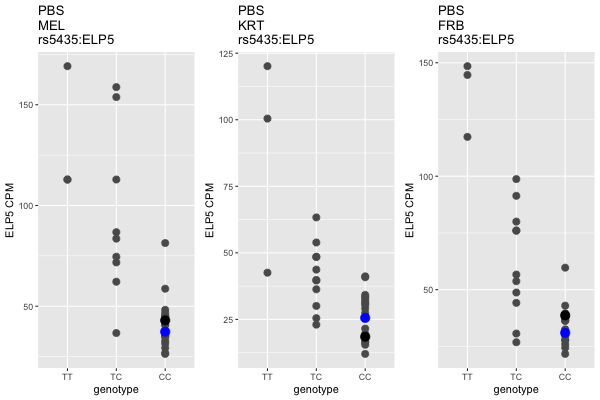 PBS
MEL
rs5435:ELP5
ELP5 CPM
150
100
50
TT TC CC
genotype
PBS
KRT
rs5435:ELP5
ELP5 CPM
125
100
75
50
25
TT TC CC
genotype
PBS
FRB
rs5435:ELP5
ELP5 CPM
150
100
50
TT TC CC
genotype